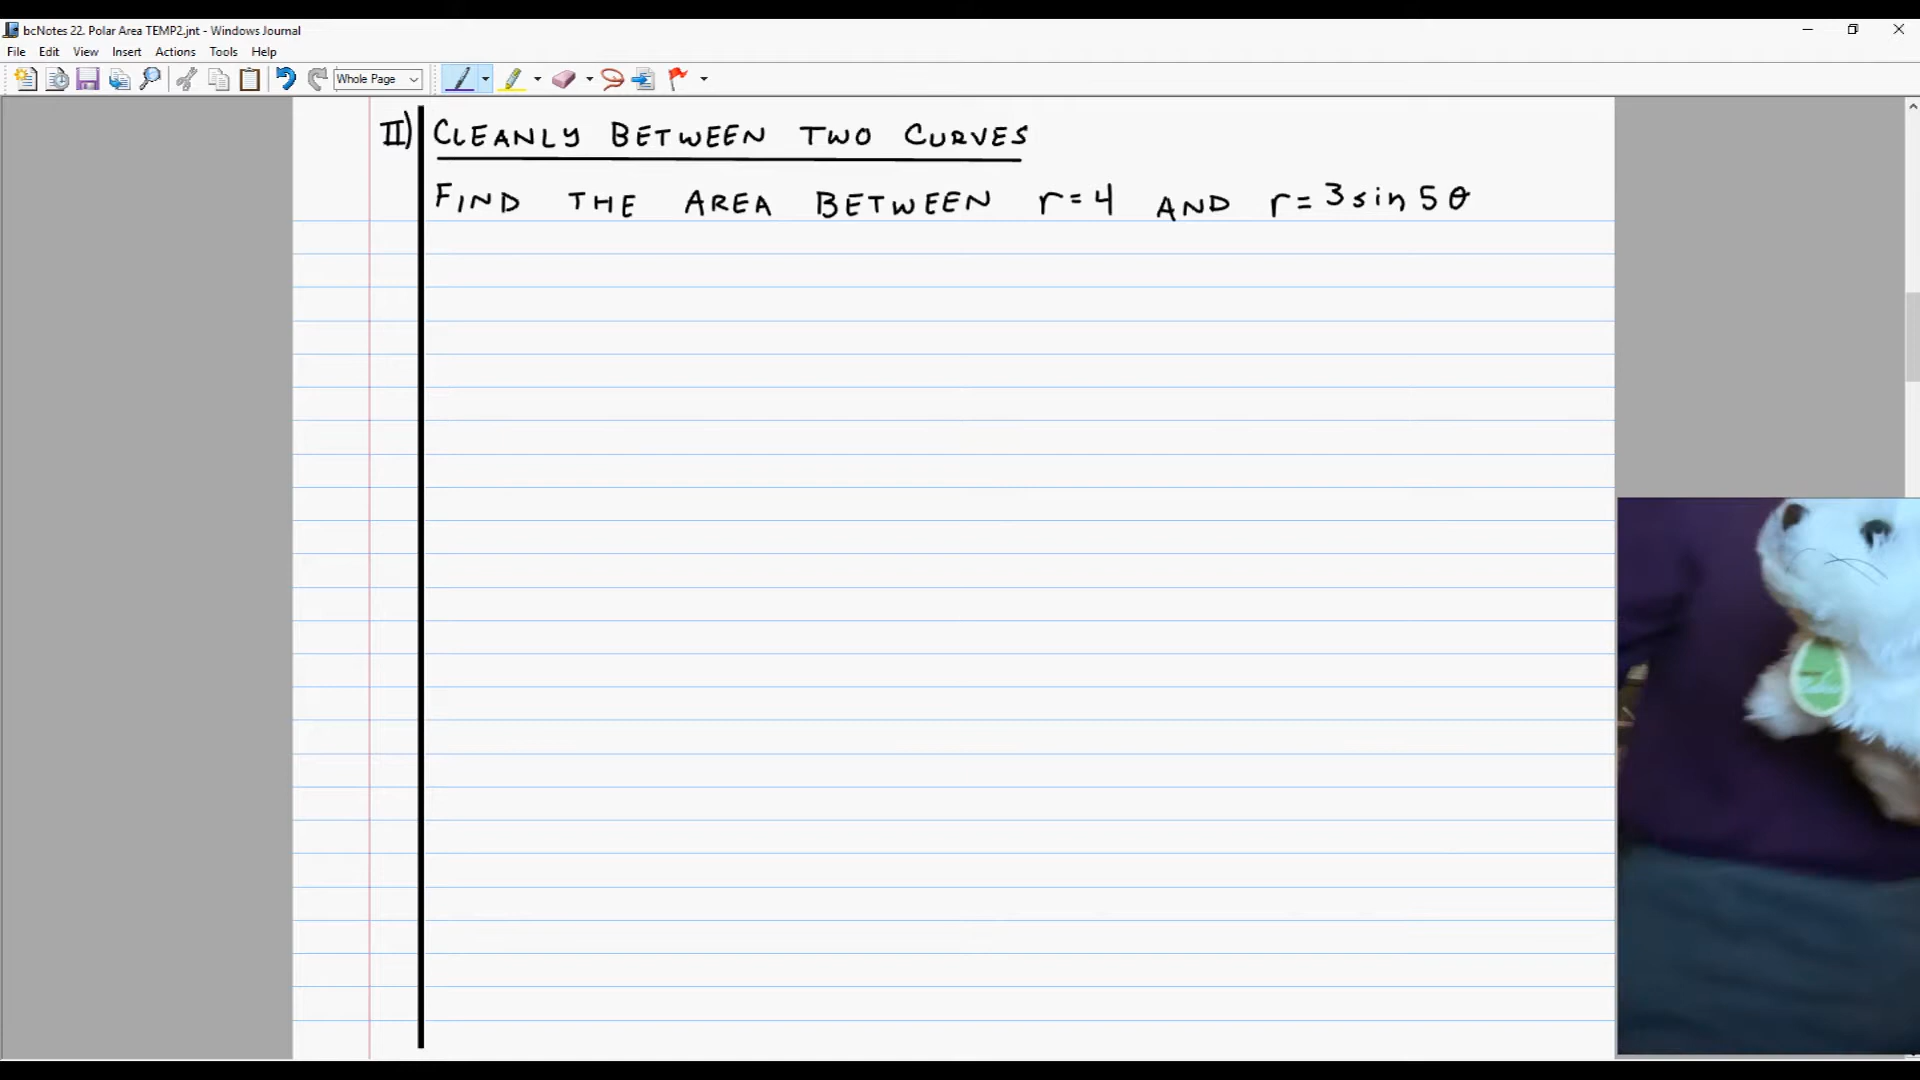 bcNotes 22. Polar Area TEMP2.jnt - Windows Journal
File Edit View Insert Actions Tools Help
Whole Page
II) CLEANLY BETWEEN TWO CURVES
FIND THE AREA BETWEEN r=4 AND r=3sin5θ